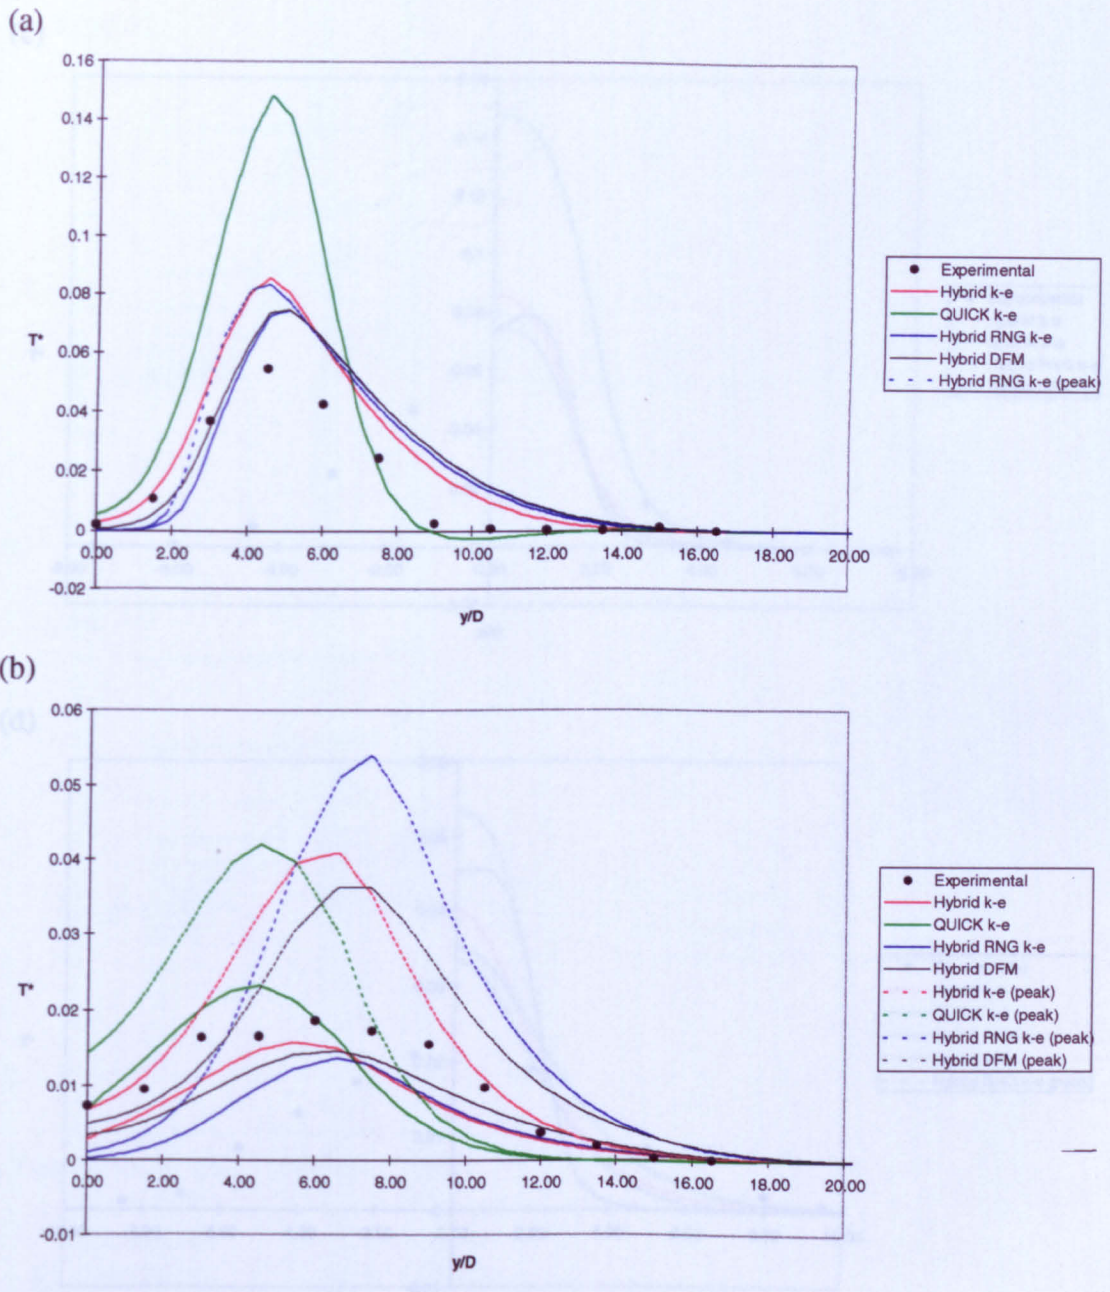 (a)
0.16
0.14
0.12
0.1
0.08
0.06
0.04
0.02
0
-0.02
T*
0.00 2.00 4.00 6.00 8.00 10.00 12.00 14.00 16.00 18.00 20.00
y/D
Experimental
Hybrid k-e
QUICK k-e
Hybrid RNG k-e
Hybrid DFM
Hybrid RNG k-e (peak)
(b)
(d)
0.06
0.05
0.04
0.03
0.02
0.01
0
-0.01
T*
0.00 2.00 4.00 6.00 8.00 10.00 12.00 14.00 16.00 18.00 20.00
y/D
Experimental
Hybrid k-e
QUICK k-e
Hybrid RNG k-e
Hybrid DFM
Hybrid k-e (peak)
QUICK k-e (peak)
Hybrid RNG k-e (peak)
Hybrid DFM (peak)